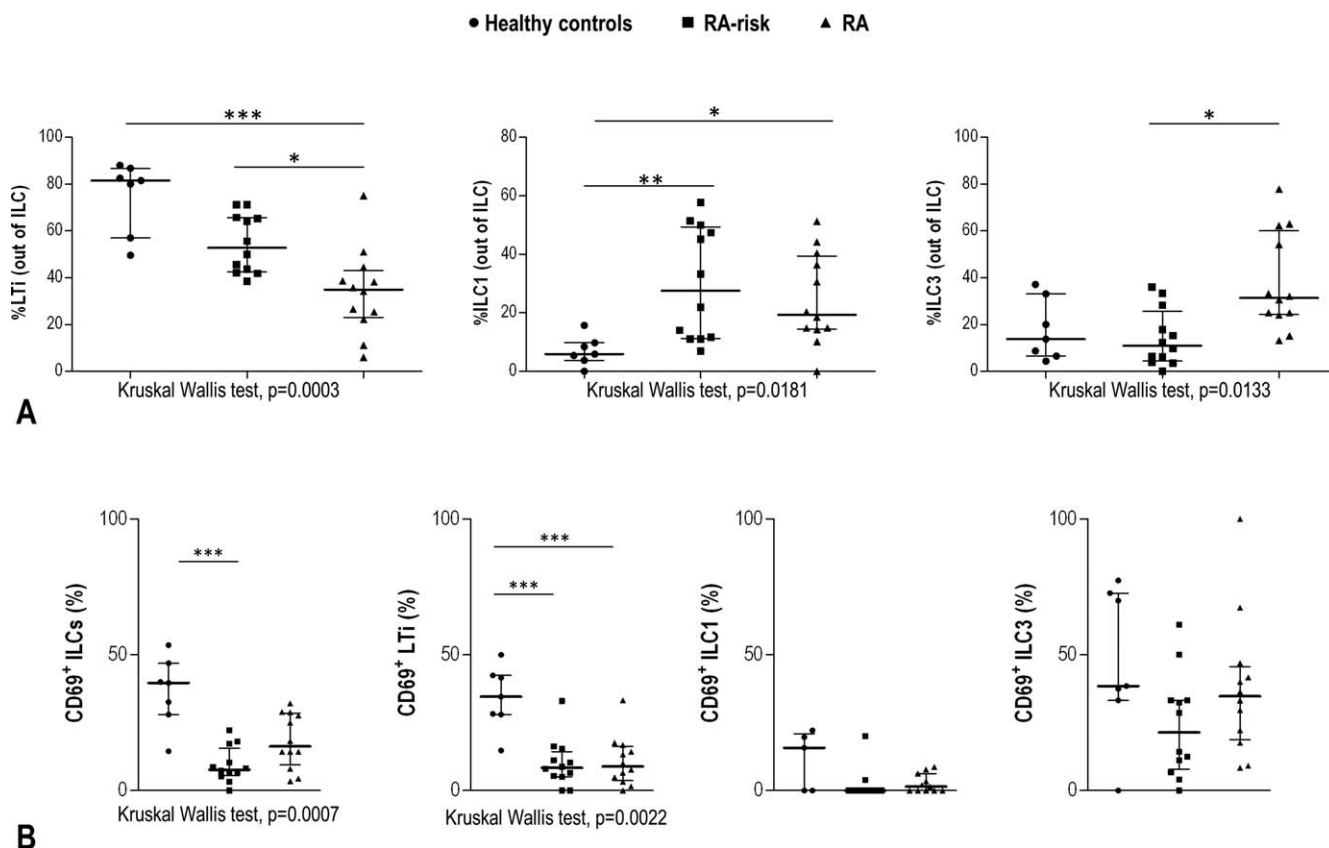 Healthy controls RA-risk RA
*** * %LTi (out of ILC) 100 80 60 40 20 0
Kruskal Wallis test, p=0.0003
* ** %ILC1 (out of ILC) 80 60 40 20 0
Kruskal Wallis test, p=0.0181
* %ILC3 (out of ILC) 100 80 60 40 20 0
Kruskal Wallis test, p=0.0133
A
*** CD69+ ILCs (%) 100 50 0
Kruskal Wallis test, p=0.0007
*** *** CD69+ LTi (%) 100 50 0
Kruskal Wallis test, p=0.0022
CD69+ ILC1 (%) 100 50 0
CD69+ ILC3 (%) 100 50 0
B